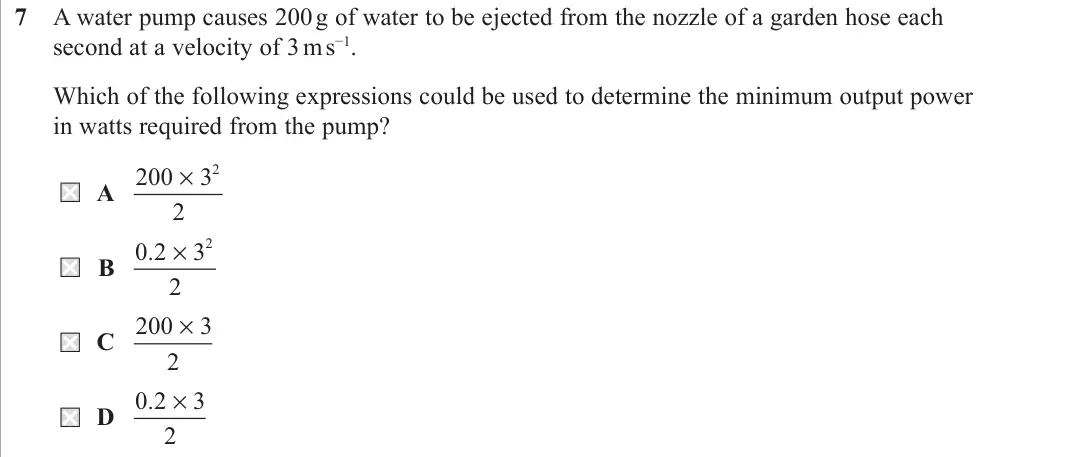 7 A water pump causes 200 g of water to be ejected from the nozzle of a garden hose each
second at a velocity of 3 m s⁻¹.
Which of the following expressions could be used to determine the minimum output power
in watts required from the pump?
A 200 × 3²
2
B 0.2 × 3²
2
C 200 × 3
2
D 0.2 × 3
2